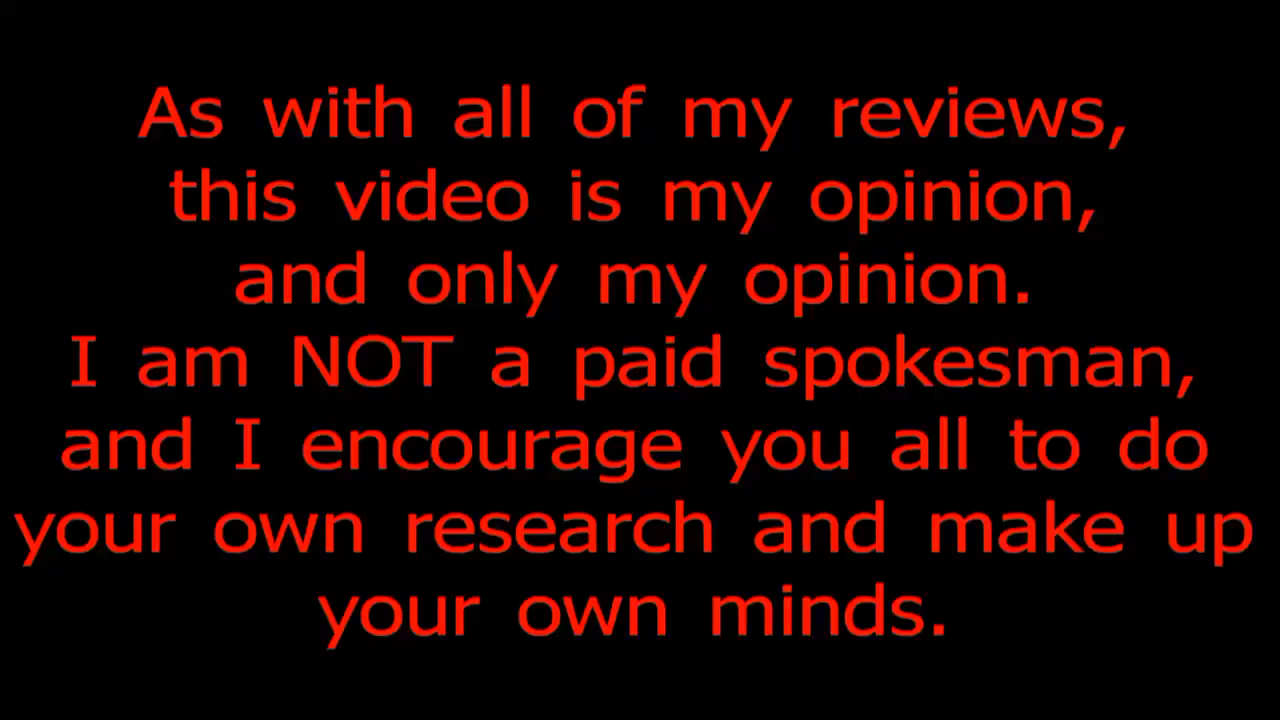 As with all of my reviews,
this video is my opinion,
and only my opinion.
I am NOT a paid spokesman,
and I encourage you all to do
your own research and make up
your own minds.